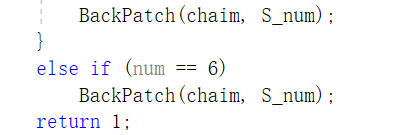 BackPatch(chaim, S_num);
}
else if (num == 6)
BackPatch(chaim, S_num);
return 1;